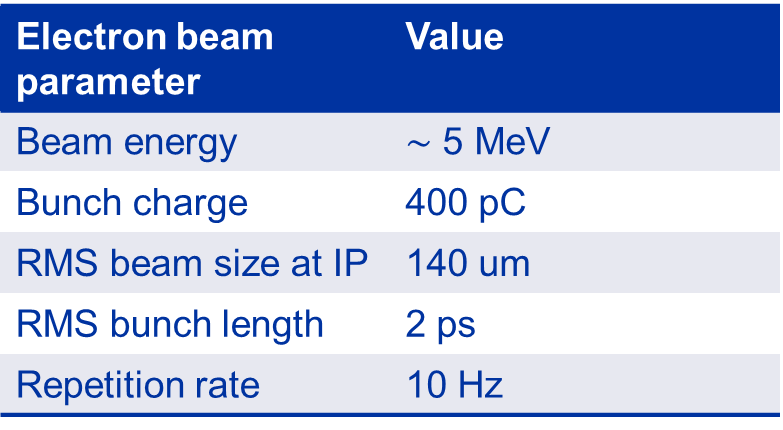 Electron beam parameter Value
Beam energy ~ 5 MeV
Bunch charge 400 pC
RMS beam size at IP 140 um
RMS bunch length 2 ps
Repetition rate 10 Hz